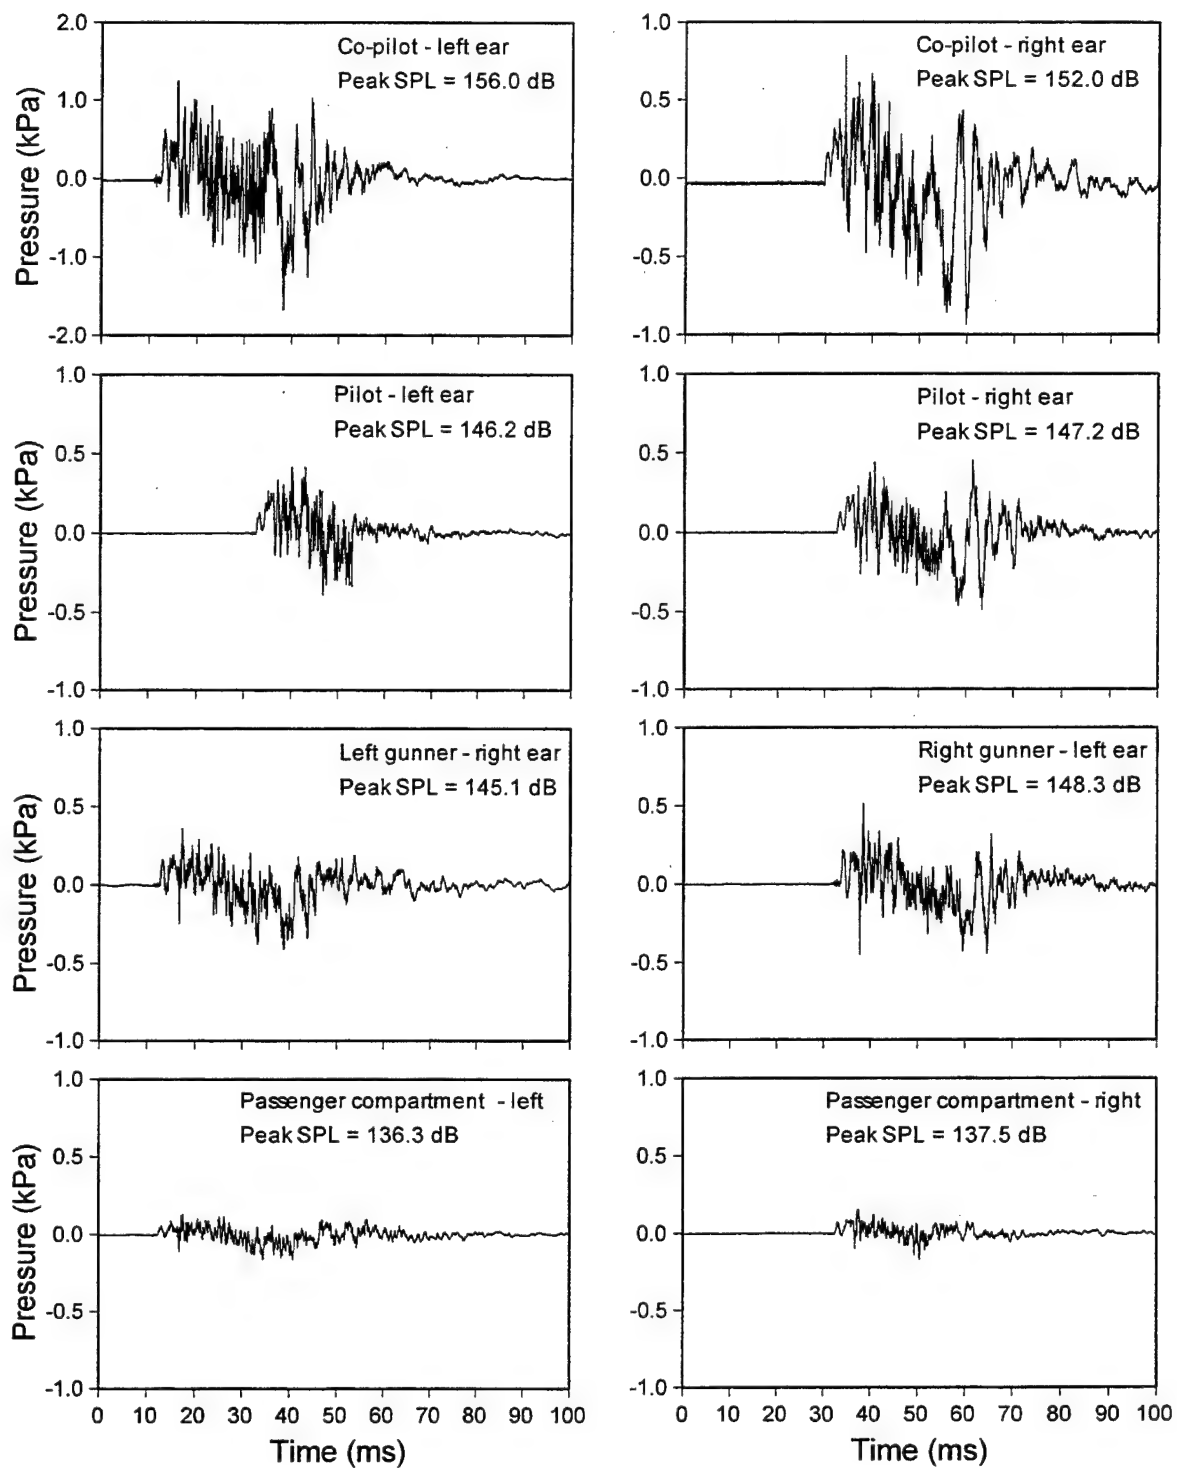 Co-pilot - left ear
Peak SPL = 156.0 dB
2.0
1.0
0.0
-1.0
-2.0
Pressure (kPa)
Co-pilot - right ear
Peak SPL = 152.0 dB
1.0
0.5
0.0
-0.5
-1.0
Pilot - left ear
Peak SPL = 146.2 dB
1.0
0.5
0.0
-0.5
-1.0
Pressure (kPa)
Pilot - right ear
Peak SPL = 147.2 dB
1.0
0.5
0.0
-0.5
-1.0
Left gunner - right ear
Peak SPL = 145.1 dB
1.0
0.5
0.0
-0.5
-1.0
Pressure (kPa)
Right gunner - left ear
Peak SPL = 148.3 dB
1.0
0.5
0.0
-0.5
-1.0
Passenger compartment - left
Peak SPL = 136.3 dB
1.0
0.5
0.0
-0.5
-1.0
Pressure (kPa)
0 10 20 30 40 50 60 70 80 90 100
Time (ms)
Passenger compartment - right
Peak SPL = 137.5 dB
1.0
0.5
0.0
-0.5
-1.0
0 10 20 30 40 50 60 70 80 90 100
Time (ms)